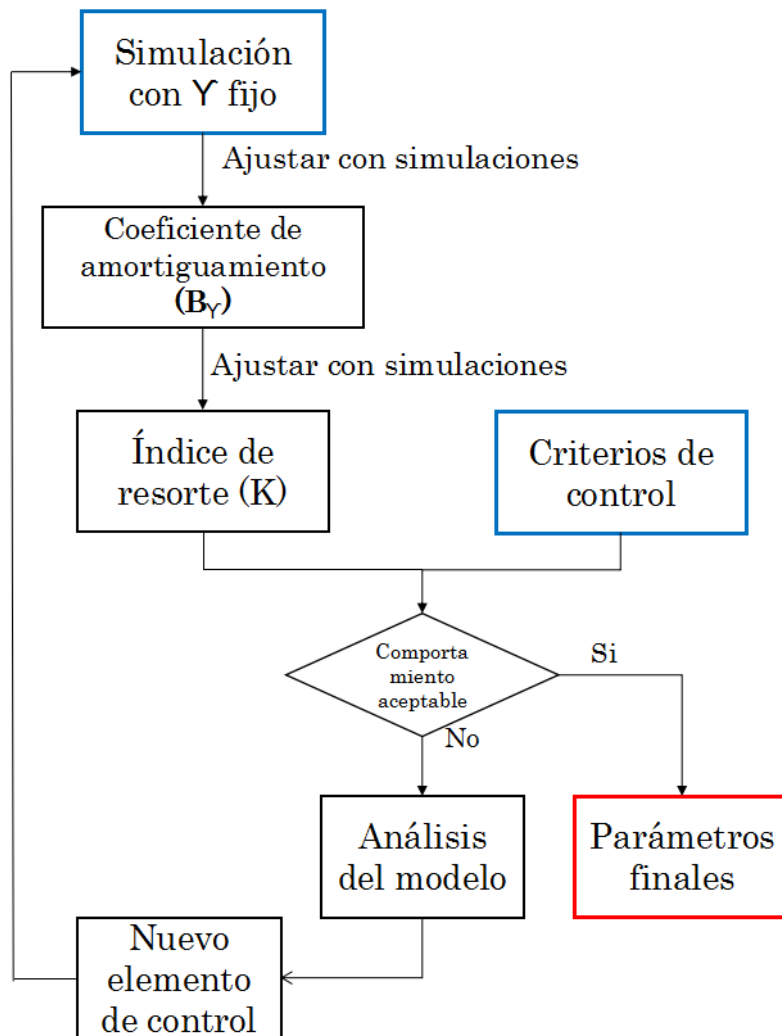 Simulación
con ϒ fijo
Ajustar con simulaciones
Coeficiente de
amortiguamiento
(Bϒ)
Ajustar con simulaciones
Índice de
resorte (K)
Criterios de
control
Comporta
miento
aceptable
Si
No
Análisis
del modelo
Parámetros
finales
Nuevo
elemento
de control